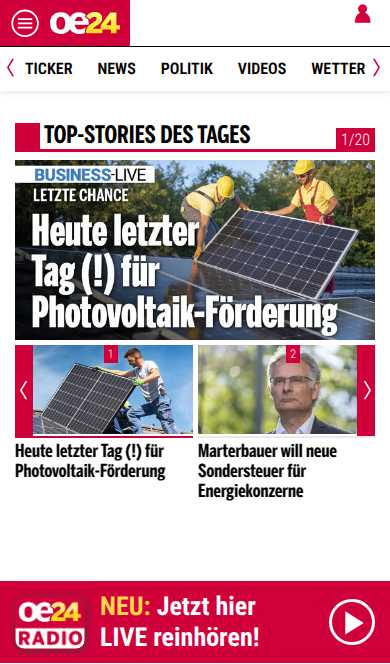 oe24
TICKER NEWS POLITIK VIDEOS WETTER
TOP-STORIES DES TAGES
1/20
BUSINESS-LIVE
LETZTE CHANCE
Heute letzter
Tag (!) für
Photovoltaik-Förderung
1
2
Heute letzter Tag (!) für
Photovoltaik-Förderung
Marterbauer will neue
Sondersteuer für
Energiekonzerne
oe24
RADIO
NEU: Jetzt hier
LIVE reinhören!